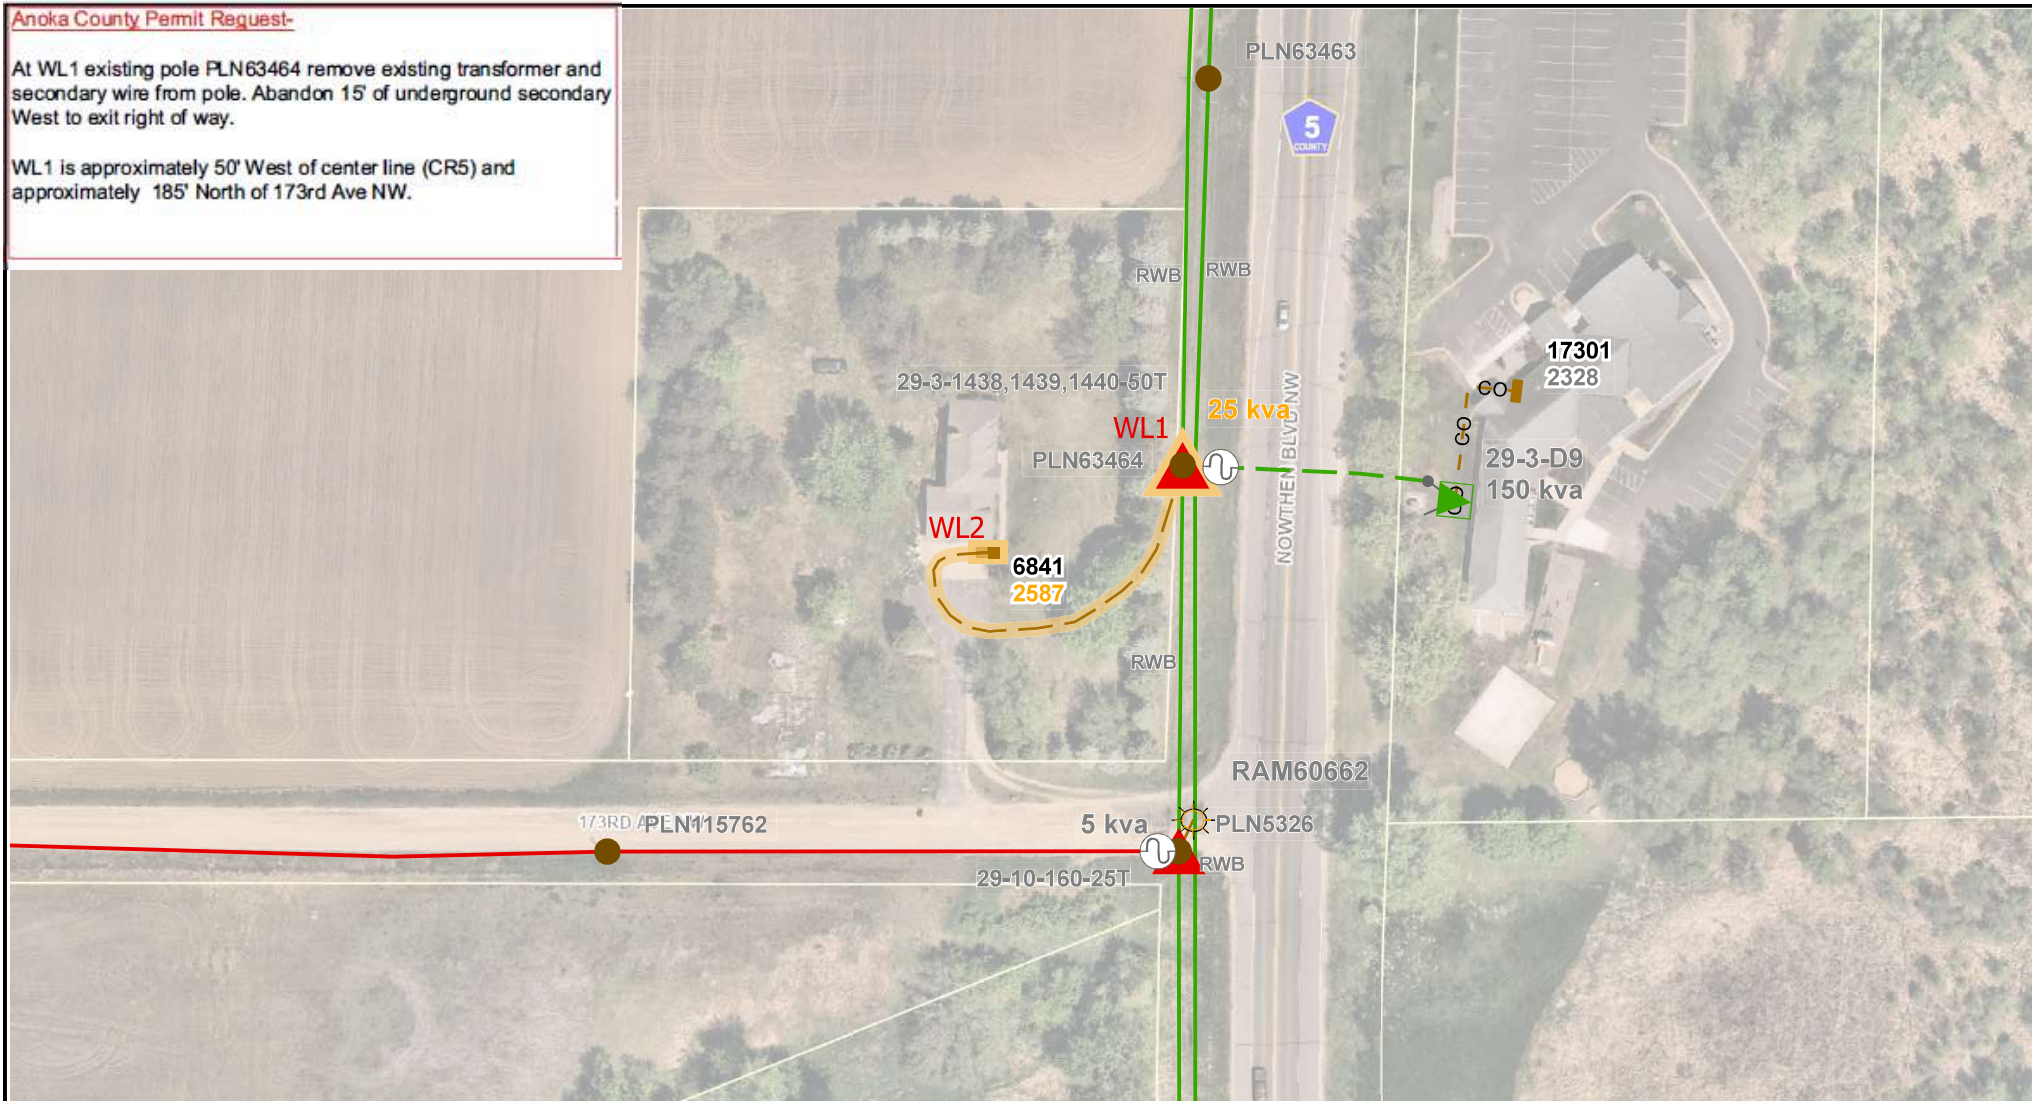 Anoka County Permit Request-
At WL1 existing pole PLN63464 remove existing transformer and
secondary wire from pole. Abandon 15' of underground secondary
West to exit right of way.
WL1 is approximately 50' West of center line (CR5) and
approximately 185' North of 173rd Ave NW.
PLN63463
5
COUNTY
RWB
RWB
17301
2328
29-3-1438,1439,1440-50T
25 kva
CO
WL1
NOWTHEN BLVD NW
CO
PLN63464
29-3-D9
150 kva
CO
WL2
6841
2587
RWB
RAM60662
173RD
PLN115762
5 kva
PLN5326
RWB
29-10-160-25T